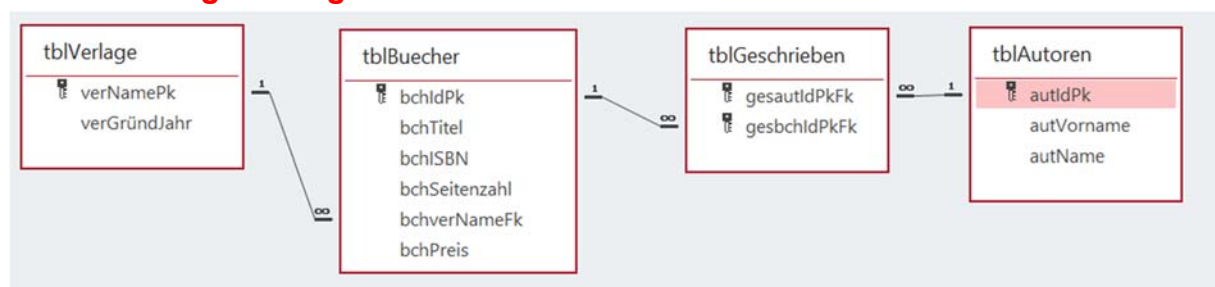 tblVerlage
verNamePk
verGründJahr
1
∞
tblBuecher
bchIdPk
bchTitel
bchISBN
bchSeitenzahl
bchverNameFk
bchPreis
1
∞
tblGeschrieben
gesautIdPkFk
gesbchIdPkFk
∞
1
tblAutoren
autIdPk
autVorname
autName